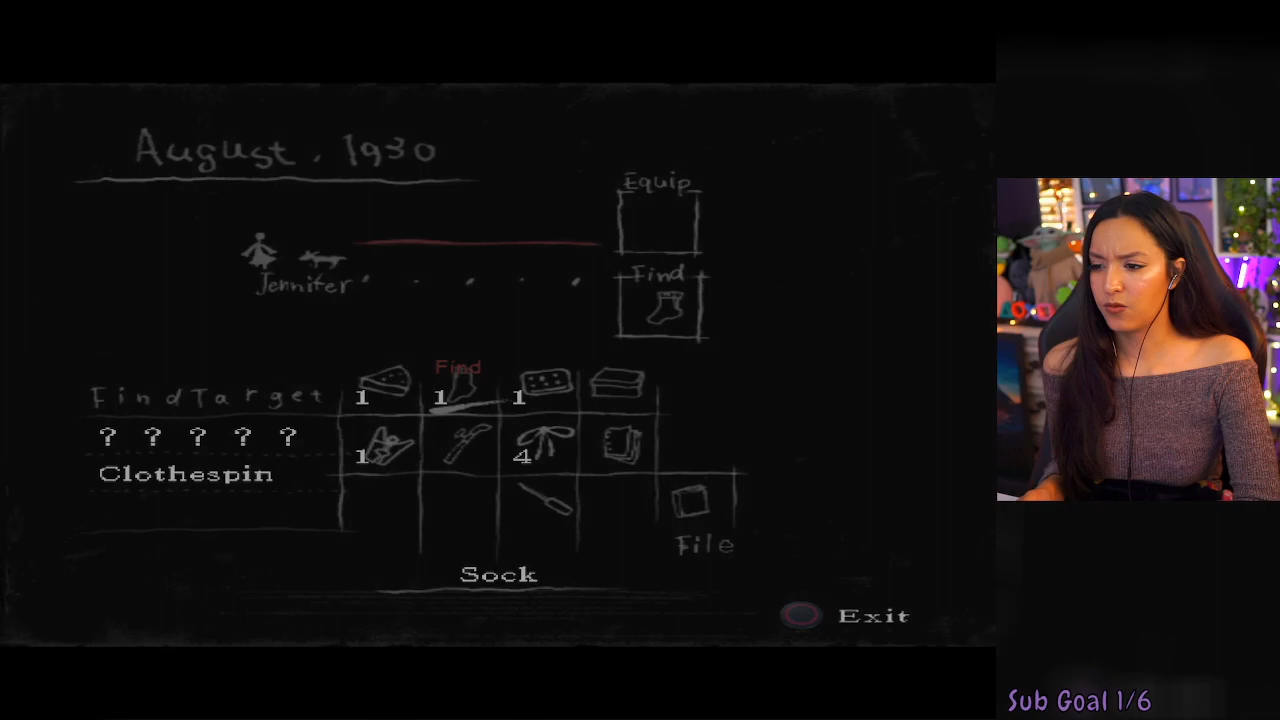 August, 1930
Equip
Jennifer
Find
FindTarget
1
Find
1
1
? ? ? ? ?
1
4
Clothespin
File
Sock
Exit
Sub Goal 1/6